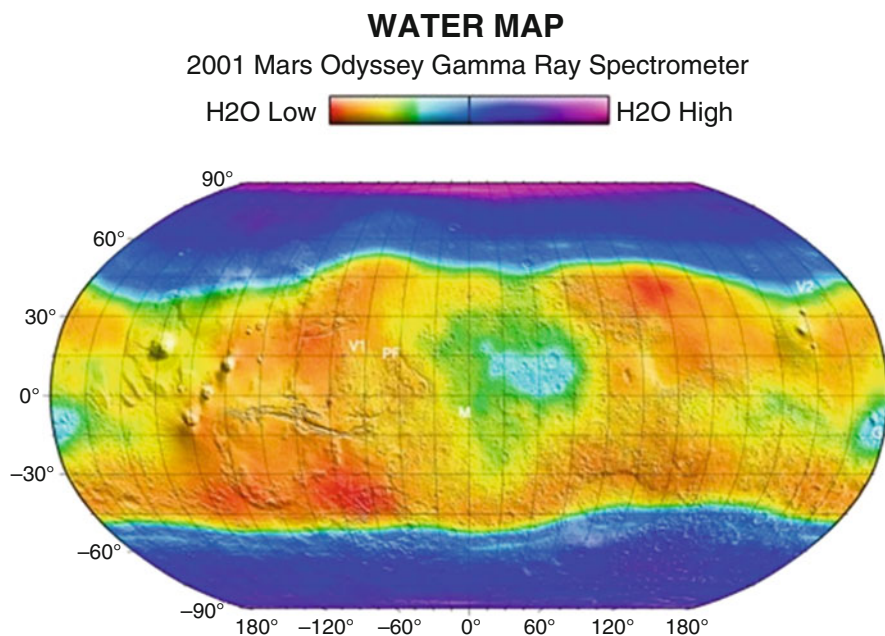 WATER MAP
2001 Mars Odyssey Gamma Ray Spectrometer
H2O Low H2O High
90°
60°
V2
30°
V1 PF
0°
M
–30°
–60°
–90°
180° –120° –60° 0° 60° 120° 180°